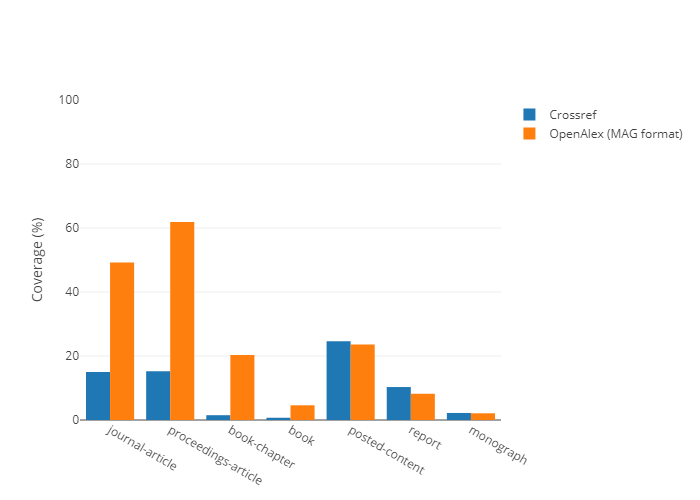 100
80
60
40
20
0
Coverage (%)
journal-article
proceedings-article
book-chapter
book
posted-content
report
monograph
Crossref
OpenAlex (MAG format)